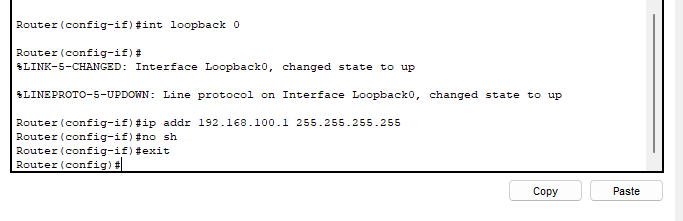 Router(config-if)#int loopback 0
Router(config-if)#
%LINK-5-CHANGED: Interface Loopback0, changed state to up
%LINEPROTO-5-UPDOWN: Line protocol on Interface Loopback0, changed state to up
Router(config-if)#ip addr 192.168.100.1 255.255.255.255
Router(config-if)#no sh
Router(config-if)#exit
Router(config)#
Copy
Paste